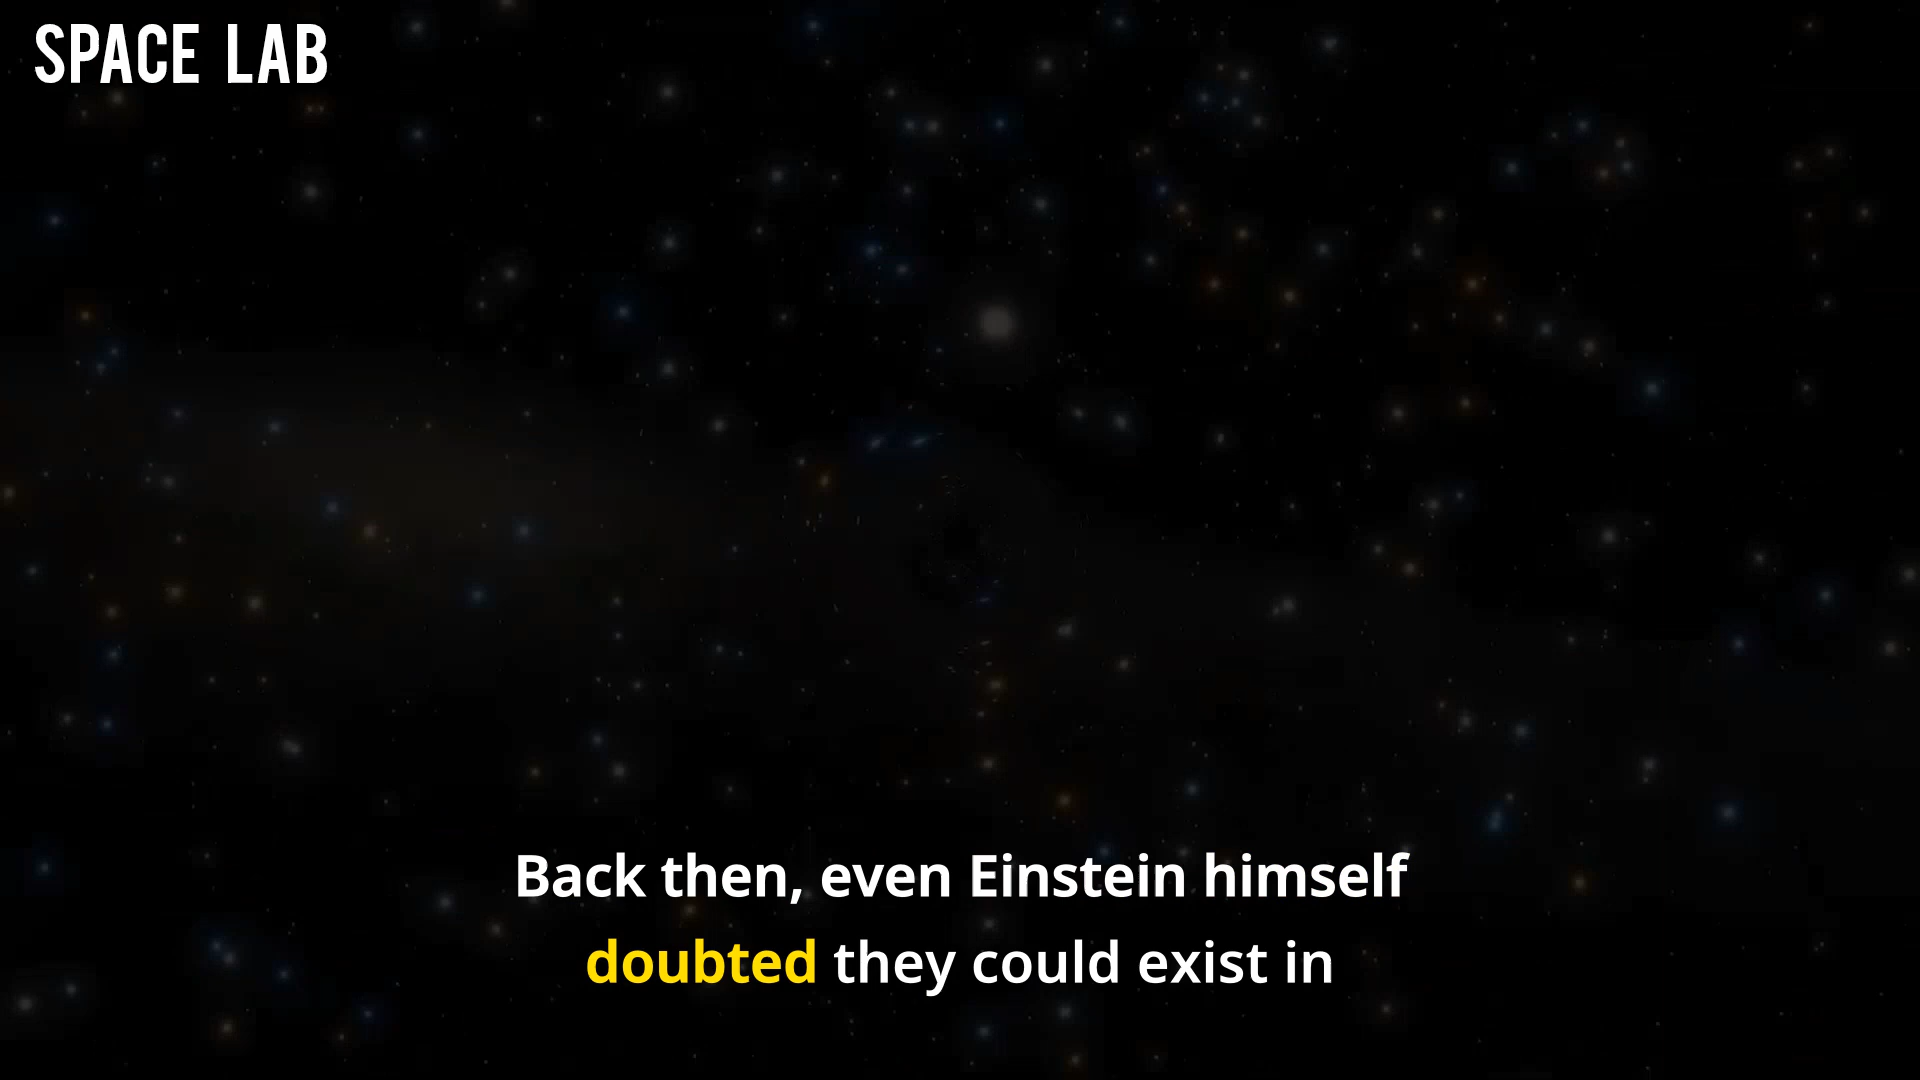 SPACE LAB
Back then, even Einstein himself
doubted they could exist in